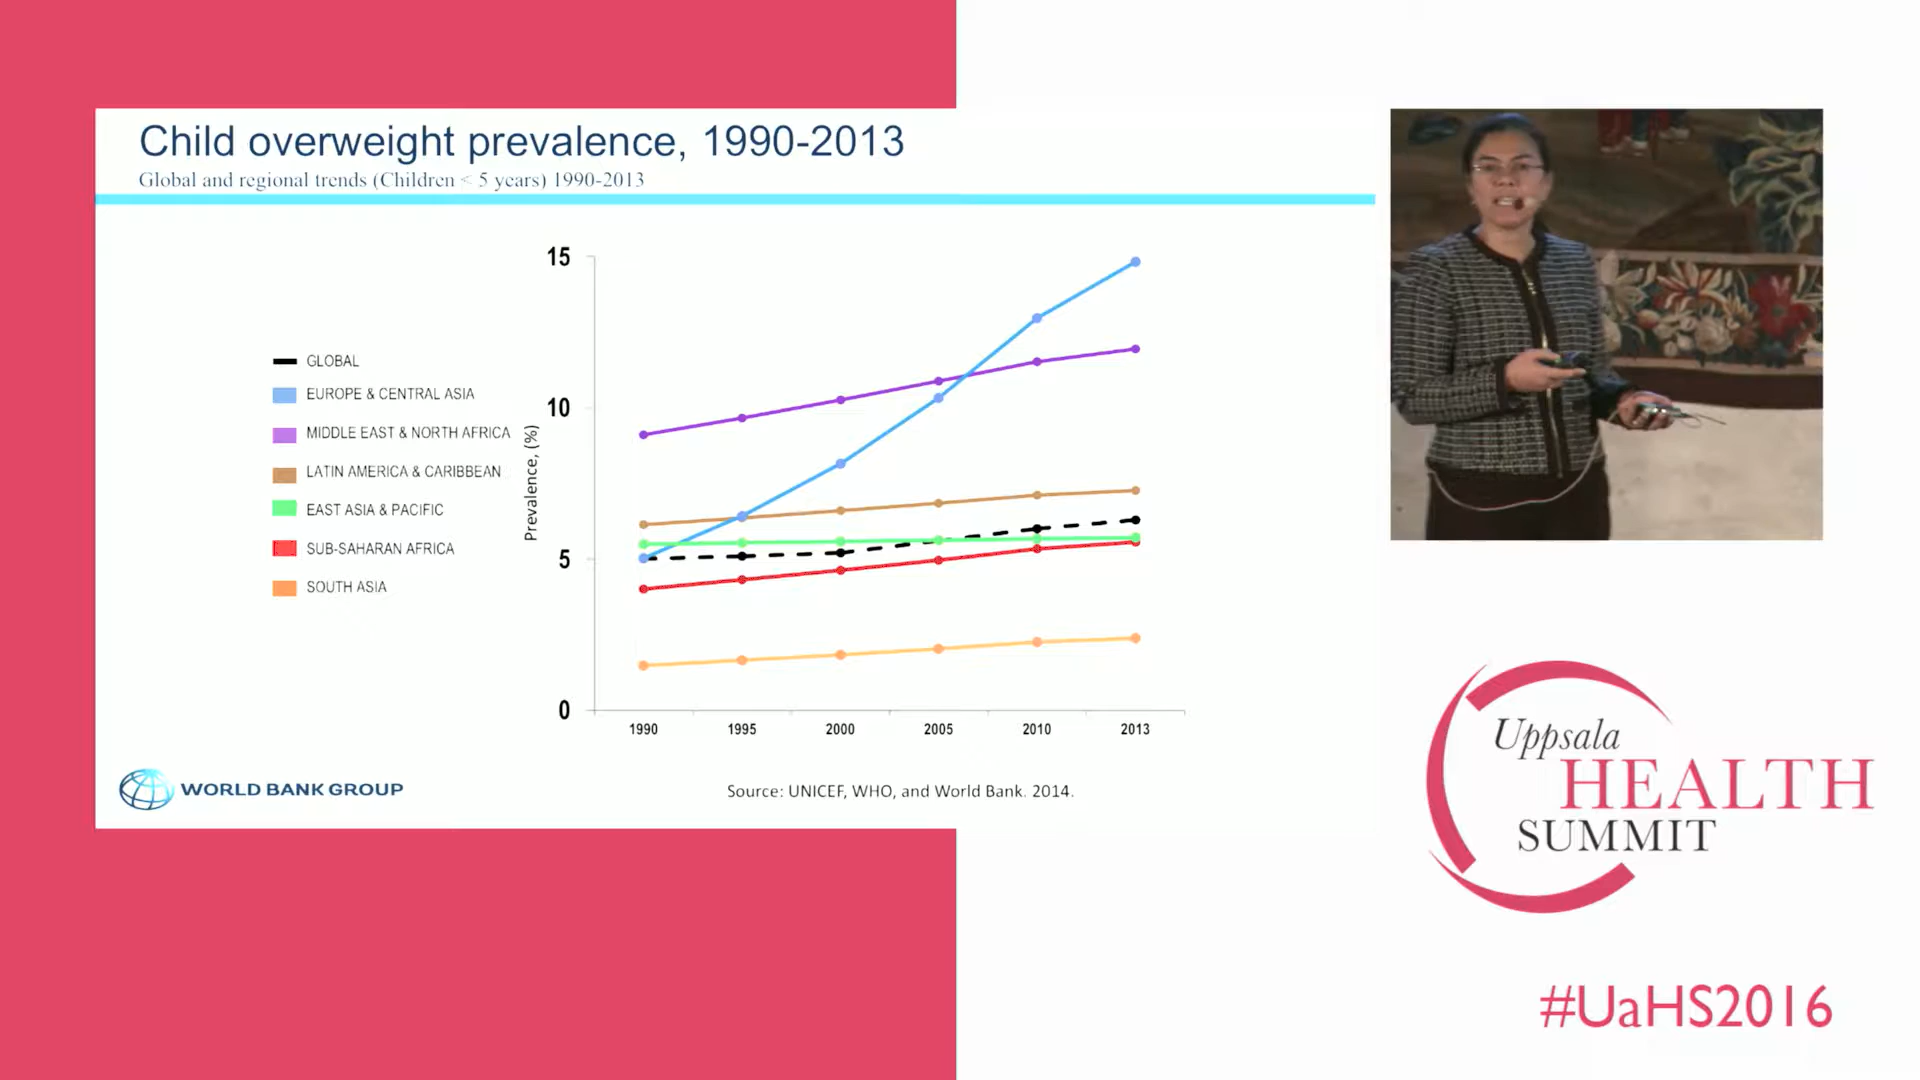 Child overweight prevalence, 1990-2013
Global and regional trends (Children < 5 years) 1990-2013
GLOBAL
EUROPE & CENTRAL ASIA
MIDDLE EAST & NORTH AFRICA
LATIN AMERICA & CARIBBEAN
EAST ASIA & PACIFIC
SUB-SAHARAN AFRICA
SOUTH ASIA
Prevalence, (%)
15
10
5
0
1990 1995 2000 2005 2010 2013
WORLD BANK GROUP
Source: UNICEF, WHO, and World Bank. 2014.
Uppsala
HEALTH
SUMMIT
#UaHS2016